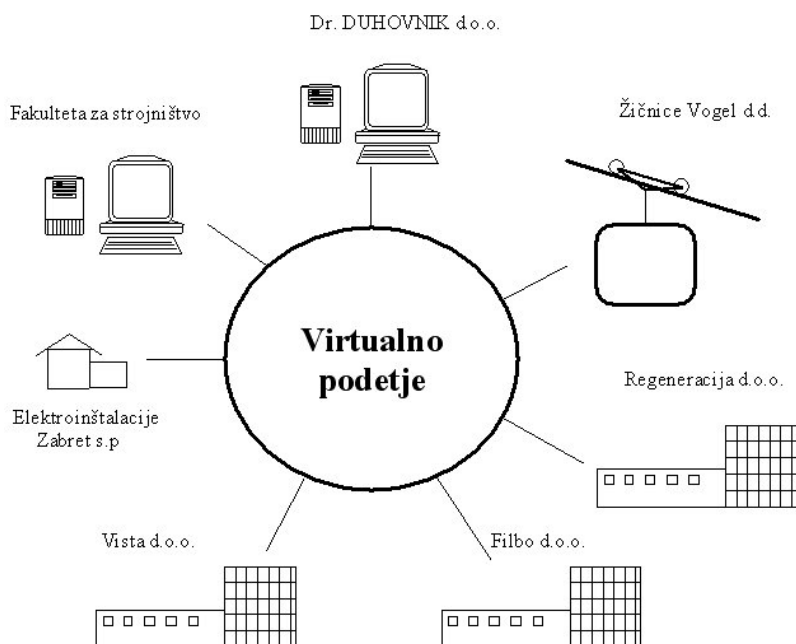 Dr. DUHOVNIK d.o.o.
Fakulteta za strojništvo
Žičnice Vogel d.d.
Virtualno
podetje
Regeneracija d.o.o.
Elektroinštalacije
Zabret s.p
Vista d.o.o.
Filbo d.o.o.